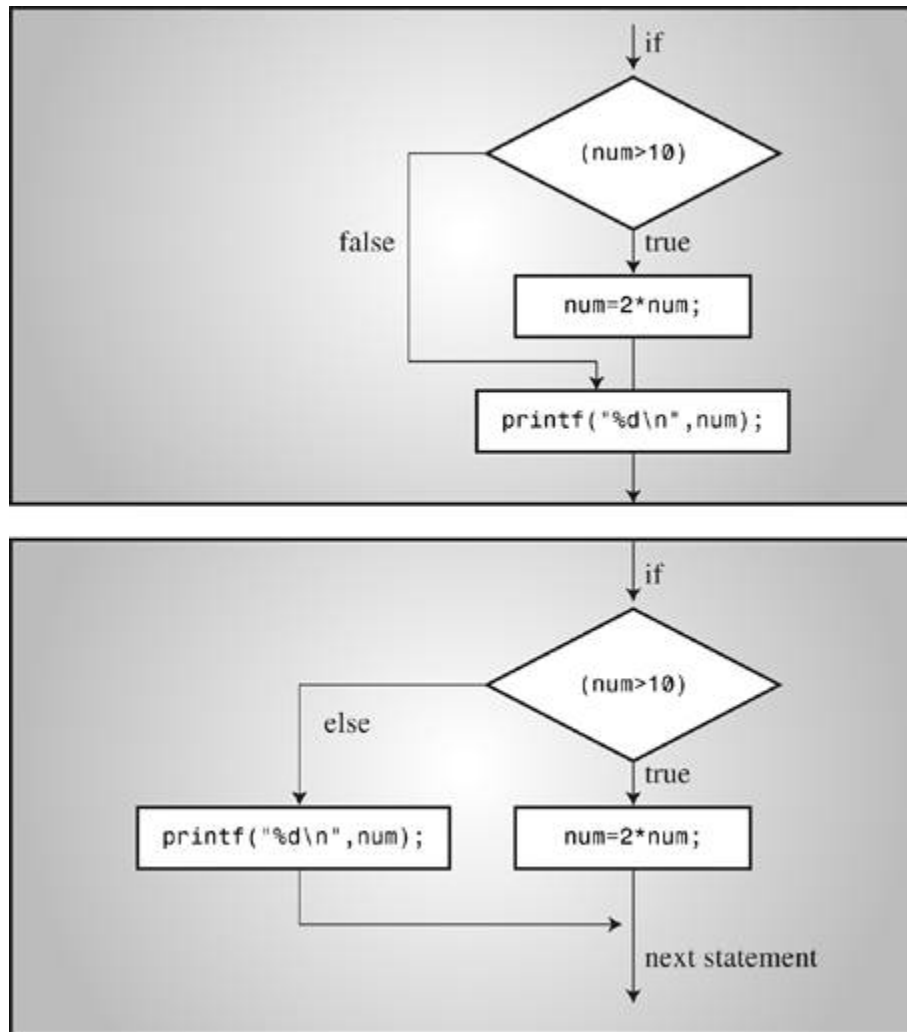 if
(num>10)
false
true
num=2*num;
printf("%d\n",num);
if
(num>10)
else
true
printf("%d\n",num);
num=2*num;
next statement